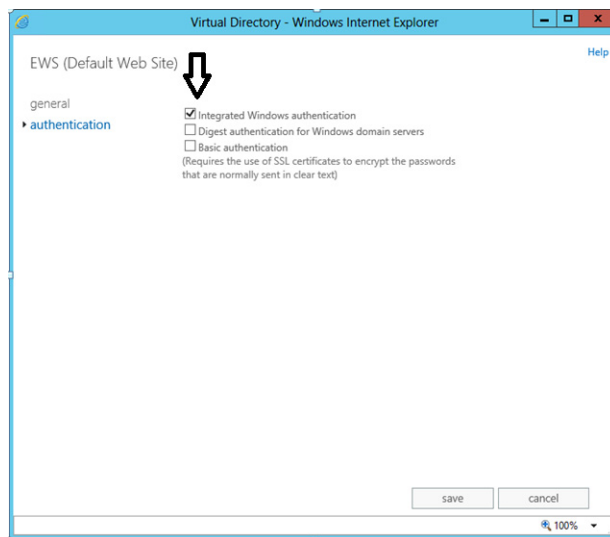 Virtual Directory - Windows Internet Explorer
Help
EWS (Default Web Site)
general
authentication
Integrated Windows authentication
Digest authentication for Windows domain servers
Basic authentication
(Requires the use of SSL certificates to encrypt the passwords
that are normally sent in clear text)
save cancel
100%